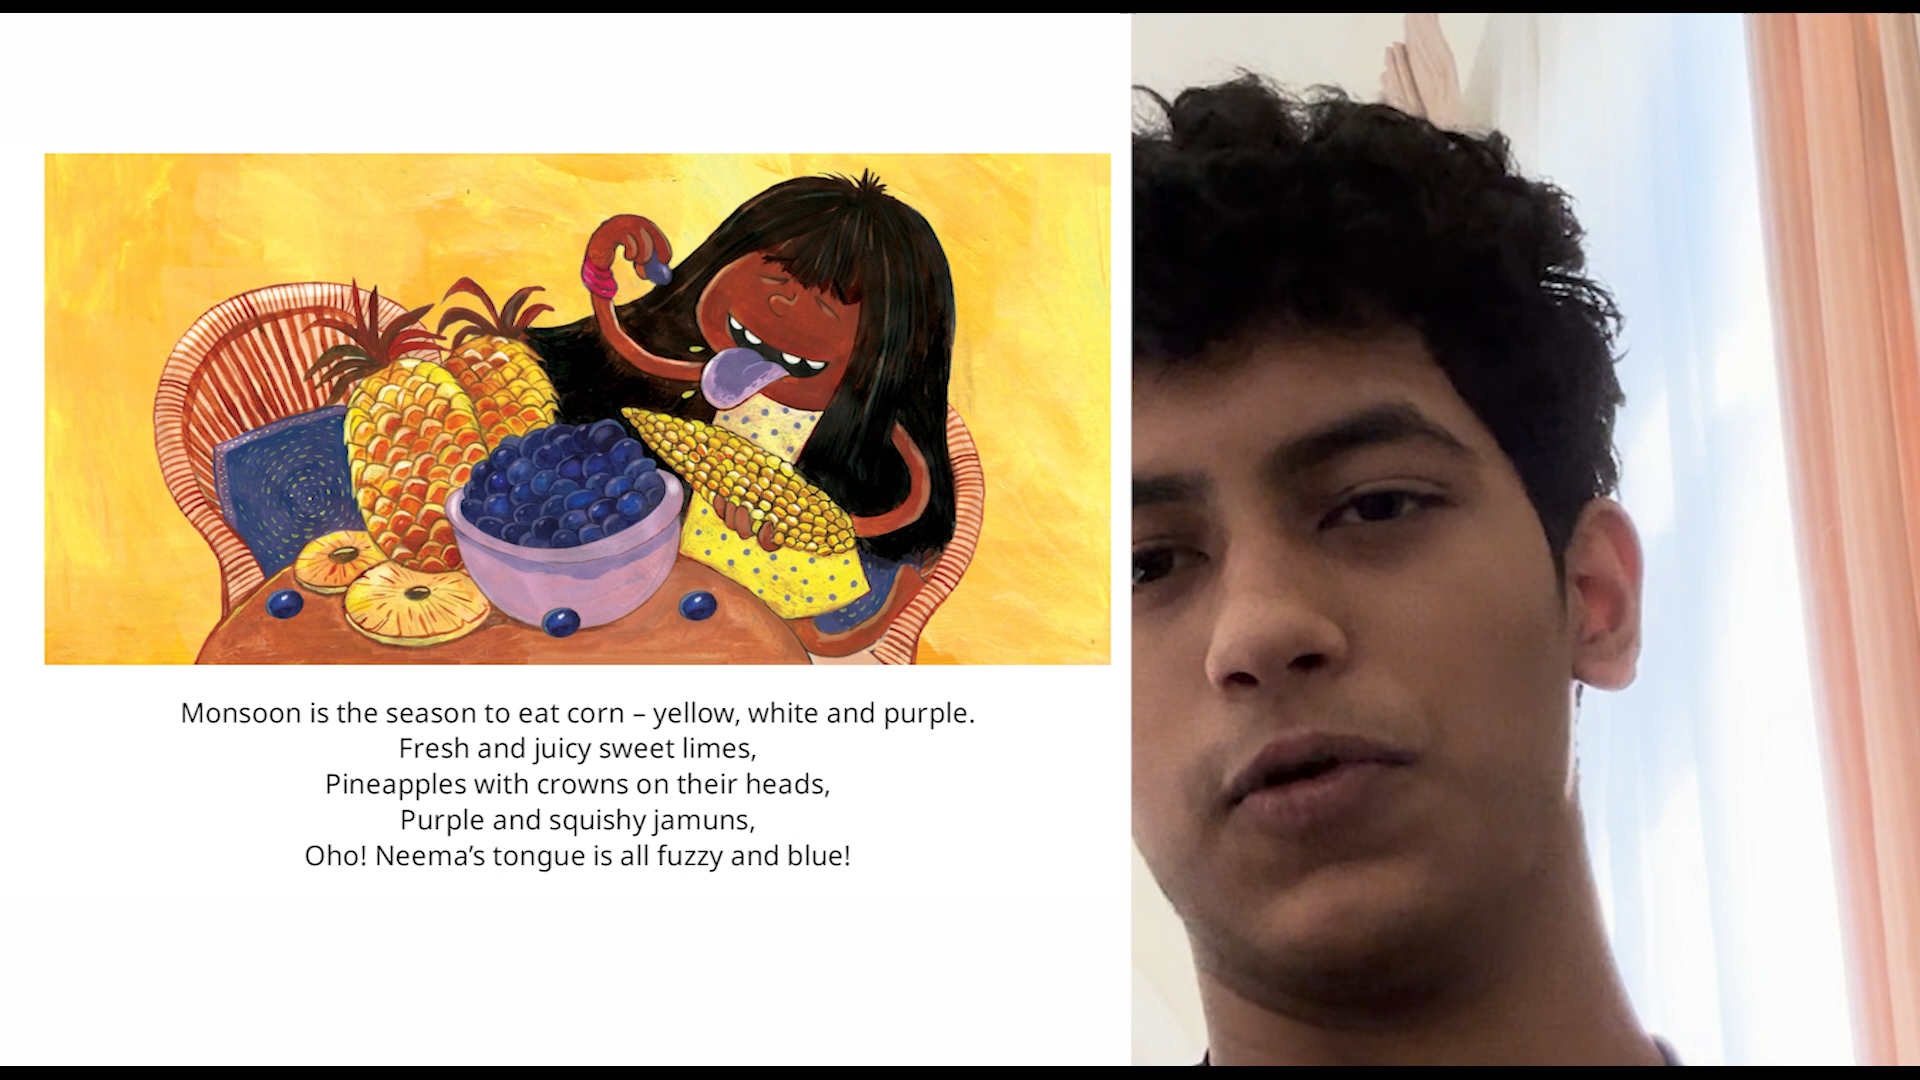 Monsoon is the season to eat corn – yellow, white and purple.
Fresh and juicy sweet limes,
Pineapples with crowns on their heads,
Purple and squishy jamuns,
Oho! Neema’s tongue is all fuzzy and blue!